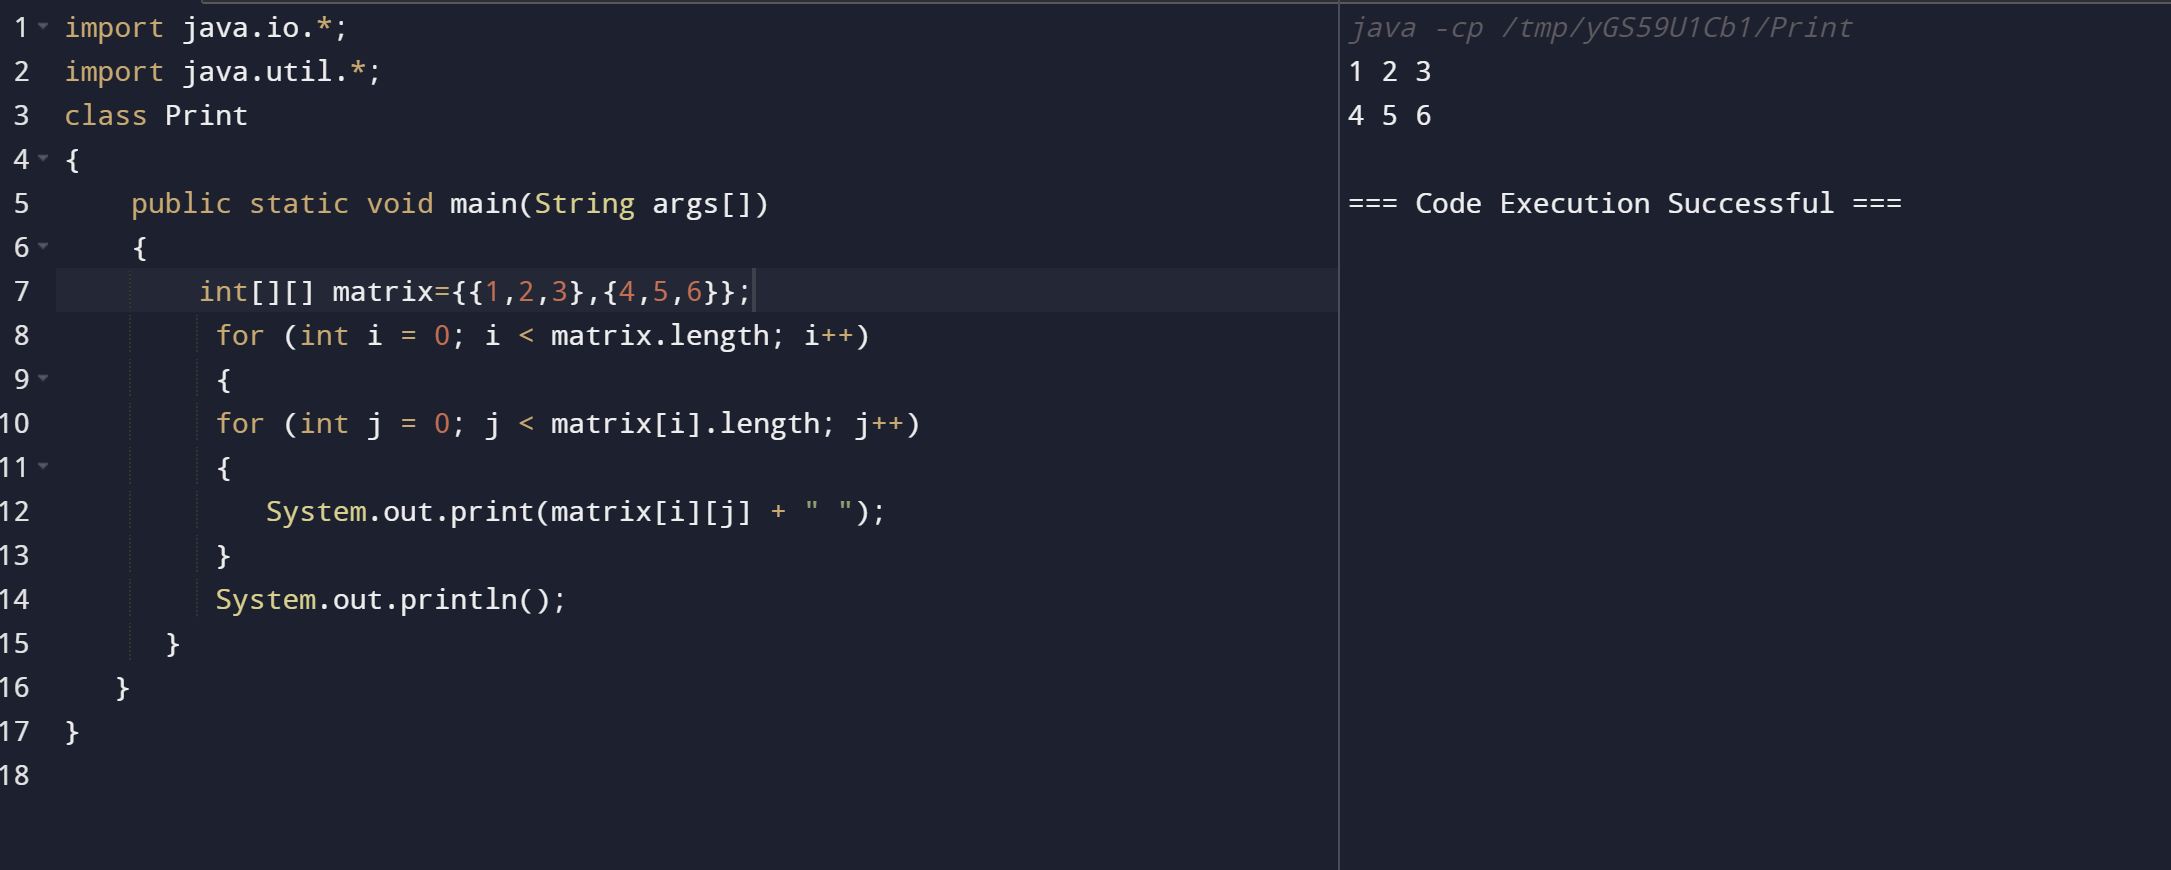 1 import java.io.*;
2 import java.util.*;
3 class Print
4 {
5     public static void main(String args[])
6     {
7         int[][] matrix={{1,2,3},{4,5,6}};
8          for (int i = 0; i < matrix.length; i++)
9          {
10          for (int j = 0; j < matrix[i].length; j++)
11          {
12             System.out.print(matrix[i][j] + " ");
13          }
14          System.out.println();
15       }
16    }
17 }
18
java -cp /tmp/yGS59U1Cb1/Print
1 2 3
4 5 6
=== Code Execution Successful ===